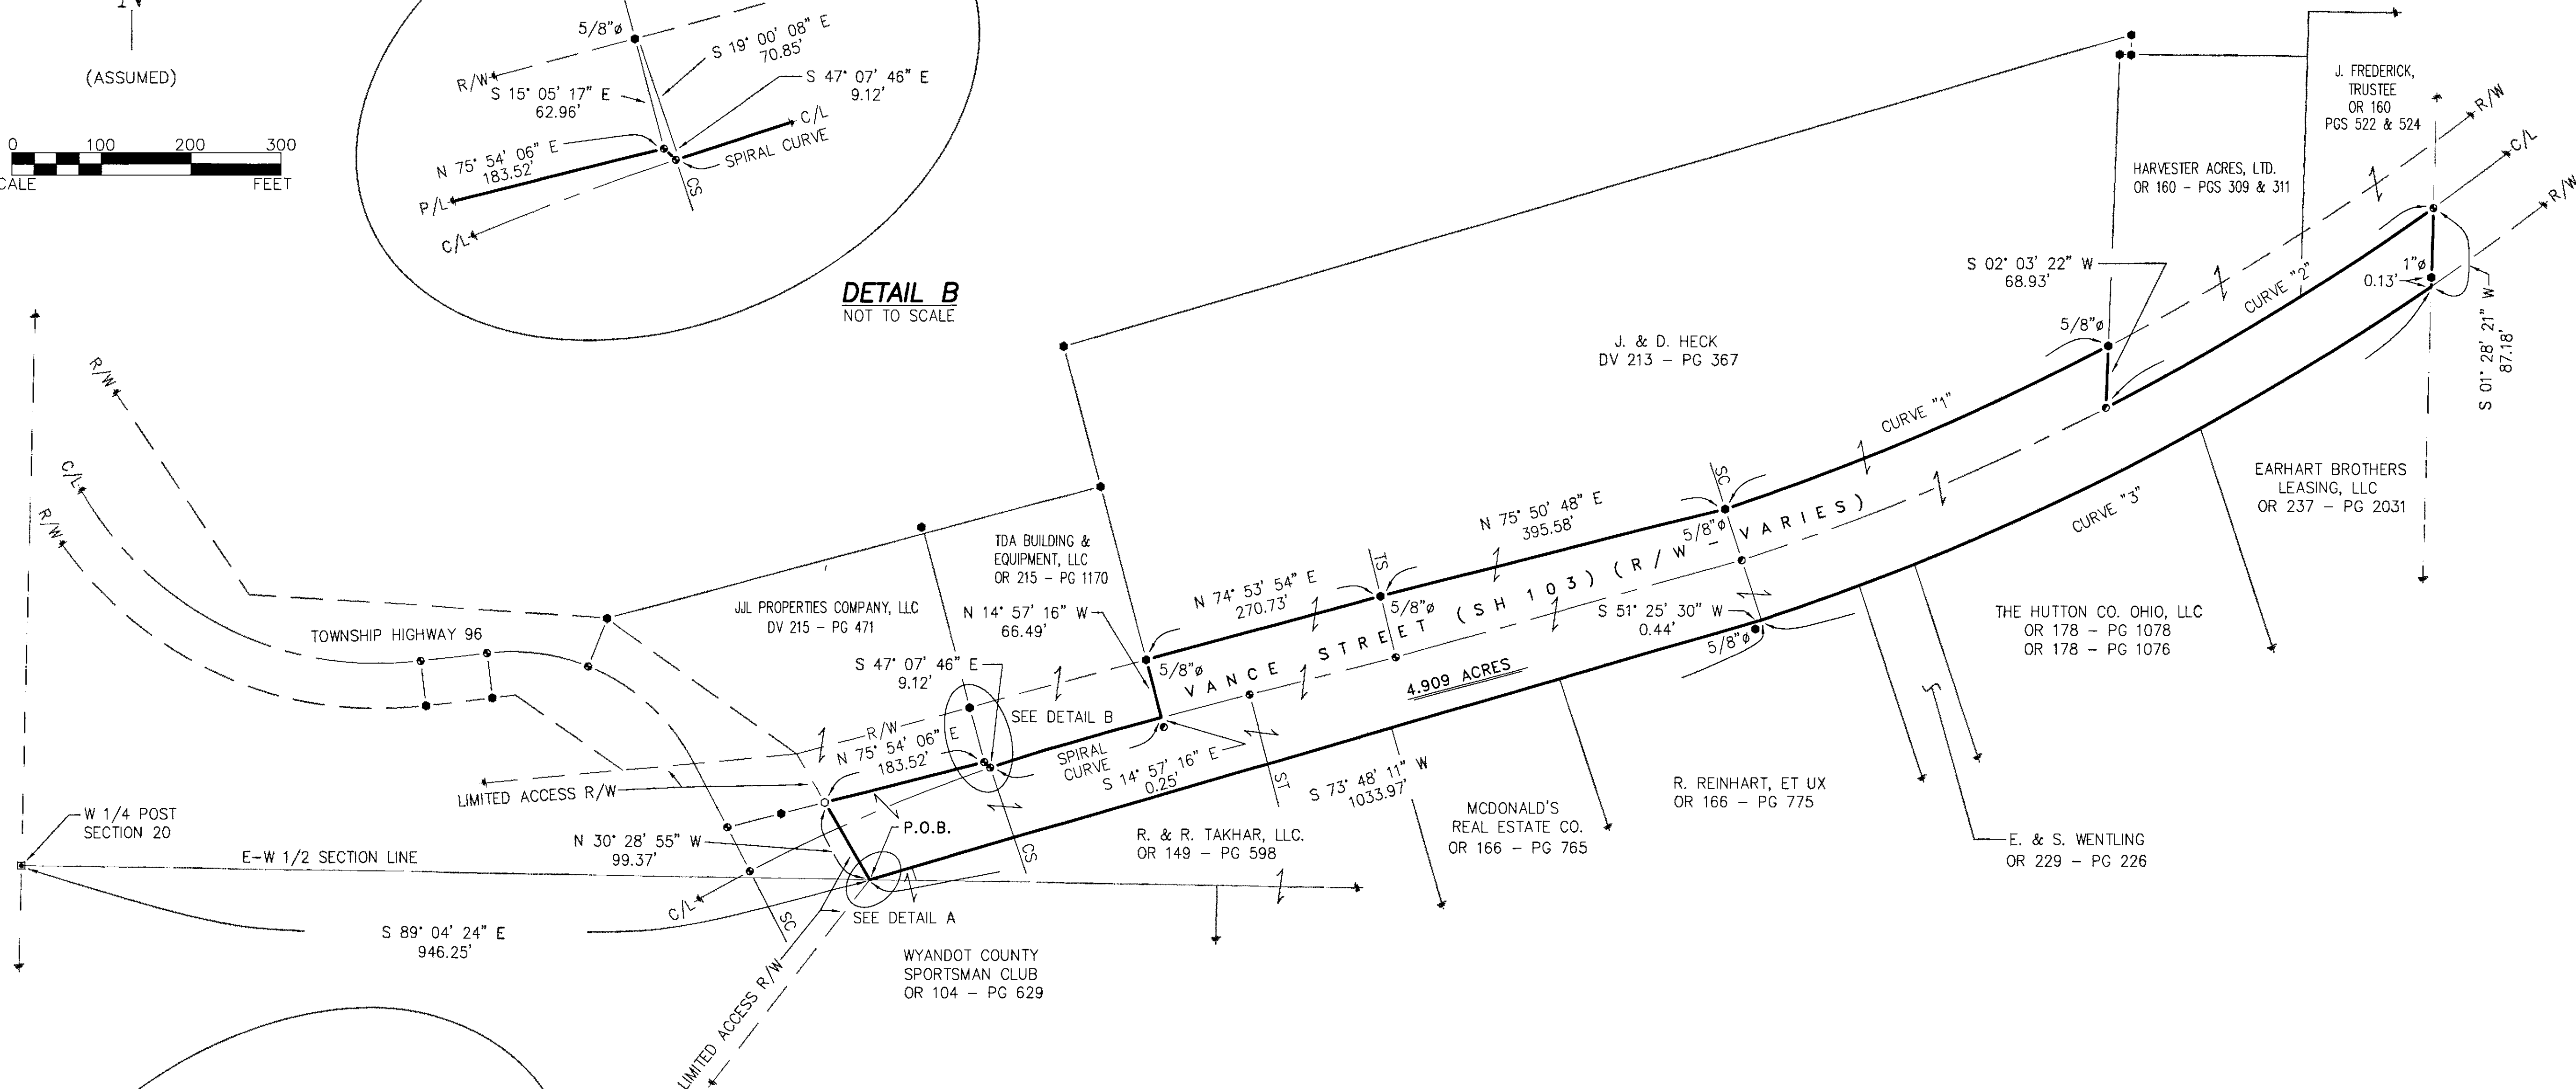 N
(ASSUMED)
0 100 200 300
SCALE FEET
5/8"ø
S 19° 00' 08" E
70.85'
R/W
S 15° 05' 17" E
62.96'
S 47° 07' 46" E
9.12'
C/L
SPIRAL CURVE
N 75° 54' 06" E
183.52'
P/L
C/L
CS
DETAIL B
NOT TO SCALE
J. FREDERICK,
TRUSTEE
OR 160
PGS 522 & 524
R/W
C/L
R/W
HARVESTER ACRES, LTD.
OR 160 - PGS 309 & 311
S 02° 03' 22" W
68.93'
CURVE "2"
1"ø
0.13'
S 01° 28' 21" W
87.18'
5/8"ø
J. & D. HECK
DV 213 - PG 367
CURVE "1"
EARHART BROTHERS
LEASING, LLC
OR 237 - PG 2031
CURVE "3"
R/W
C/L
R/W
SC
N 75° 50' 48" E
395.58'
5/8"ø
TDA BUILDING &
EQUIPMENT, LLC
OR 215 - PG 1170
TS
N 74° 53' 54" E
270.73'
5/8"ø
VANCE STREET (SH 103) (R/W - VARIES)
JJL PROPERTIES COMPANY, LLC
DV 215 - PG 471
N 14° 57' 16" W
66.49'
S 51° 25' 30" W
0.44'
5/8"ø
THE HUTTON CO. OHIO, LLC
OR 178 - PG 1078
OR 178 - PG 1076
TOWNSHIP HIGHWAY 96
S 47° 07' 46" E
9.12'
5/8"ø
4.909 ACRES
SEE DETAIL B
R/W
N 75° 54' 06" E
183.52'
SPIRAL
CURVE
S 14° 57' 16" E
0.25'
ST
S 73° 48' 11" W
1033.97'
LIMITED ACCESS R/W
R. REINHART, ET UX
OR 166 - PG 775
MCDONALD'S
REAL ESTATE CO.
OR 166 - PG 765
W 1/4 POST
SECTION 20
P.O.B.
R. & R. TAKHAR, LLC.
OR 149 - PG 598
N 30° 28' 55" W
99.37'
E-W 1/2 SECTION LINE
CS
E. & S. WENTLING
OR 229 - PG 226
C/L
SC
SEE DETAIL A
S 89° 04' 24" E
946.25'
WYANDOT COUNTY
SPORTSMAN CLUB
OR 104 - PG 629
LIMITED ACCESS R/W